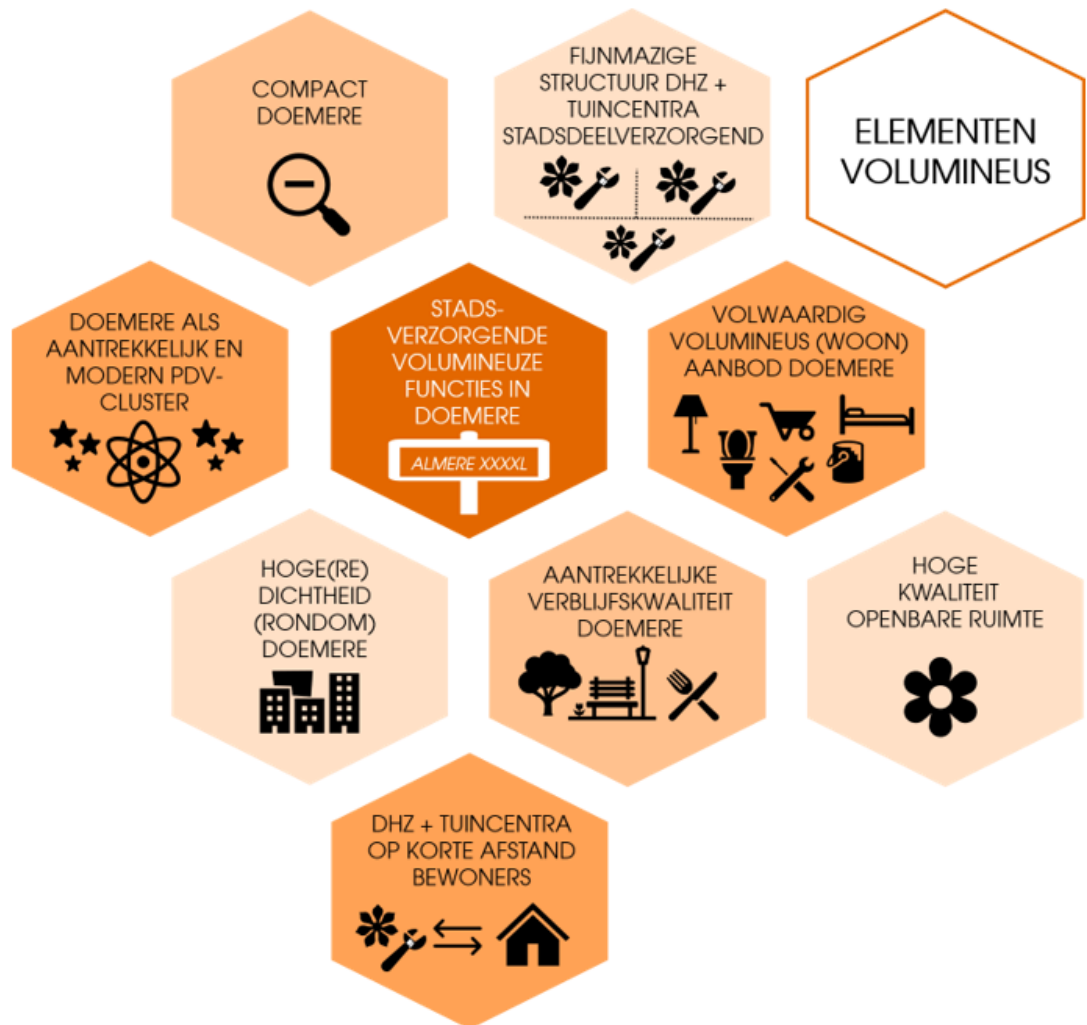 COMPACT
DOEMERE
FIJNMAZIGE
STRUCTUUR DHZ +
TUINCENTRA
STADSDEELVERZORGEND
ELEMENTEN
VOLUMINEUS
DOEMERE ALS
AANTREKKELIJK EN
MODERN PDV-
CLUSTER
STADS-
VERZORGENDE
VOLUMINEUZE
FUNCTIES IN
DOEMERE
ALMERE XXXXL
VOLWAARDIG
VOLUMINEUS (WOON)
AANBOD DOEMERE
HOGE(RE)
DICHTHEID
(RONDOM)
DOEMERE
AANTREKKELIJKE
VERBLIJFSKWALITEIT
DOEMERE
HOGE
KWALITEIT
OPENBARE RUIMTE
DHZ + TUINCENTRA
OP KORTE AFSTAND
BEWONERS